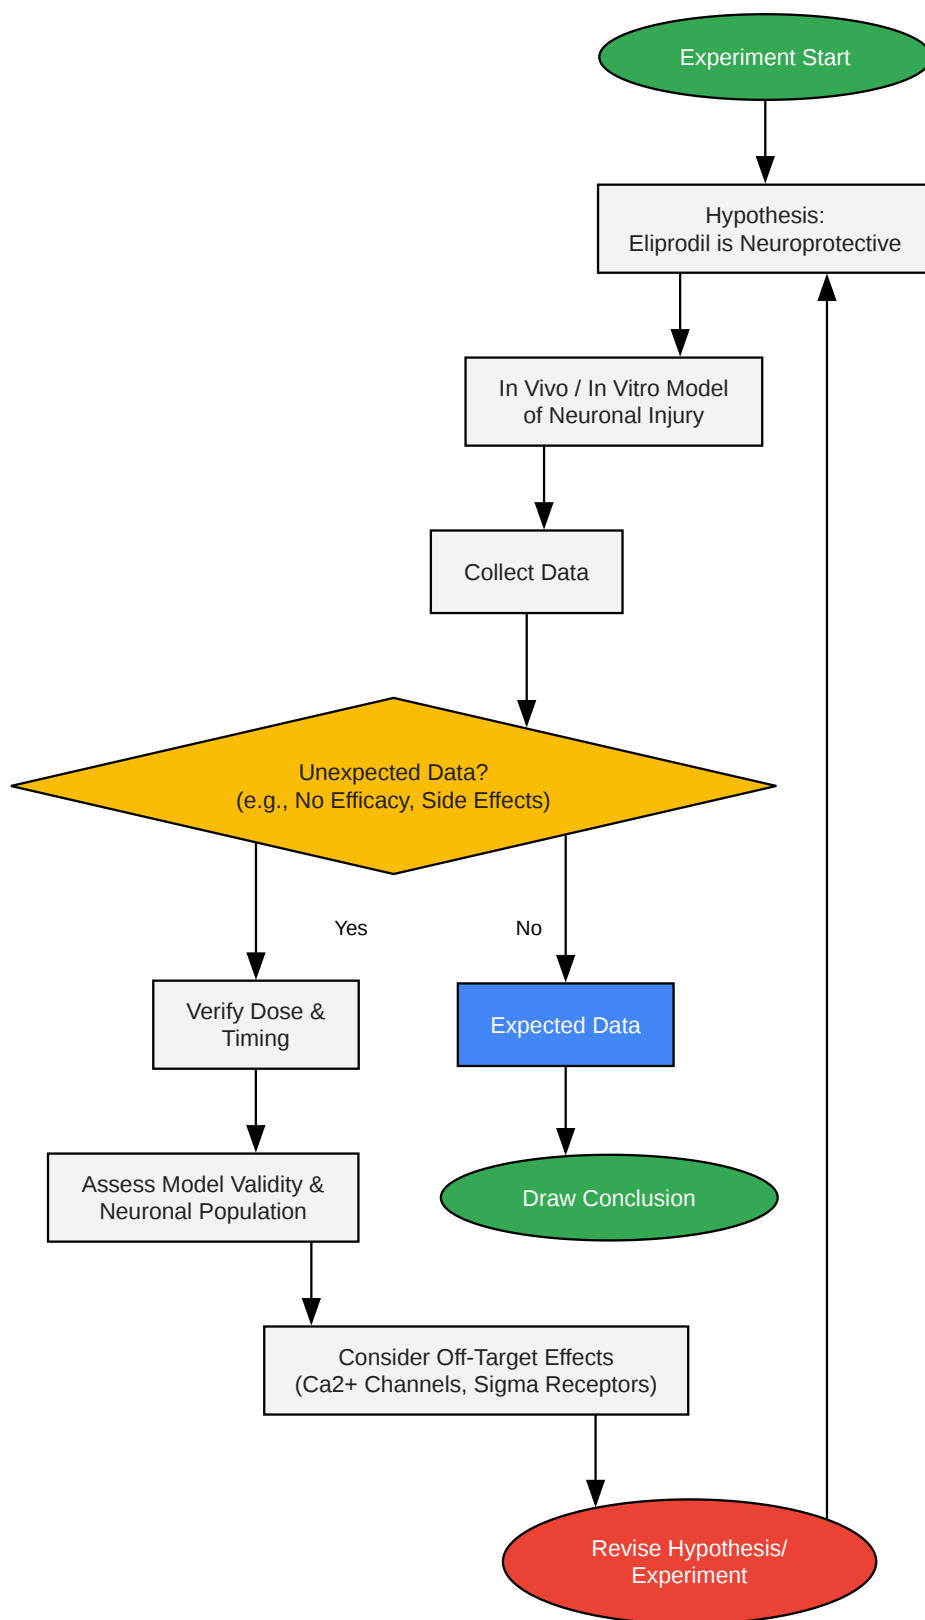 Experiment Start
Hypothesis:
Eliprodil is Neuroprotective
In Vivo / In Vitro Model
of Neuronal Injury
Collect Data
Unexpected Data?
(e.g., No Efficacy, Side Effects)
Yes
No
Verify Dose &
Timing
Expected Data
Assess Model Validity &
Neuronal Population
Draw Conclusion
Consider Off-Target Effects
(Ca2+ Channels, Sigma Receptors)
Revise Hypothesis/
Experiment